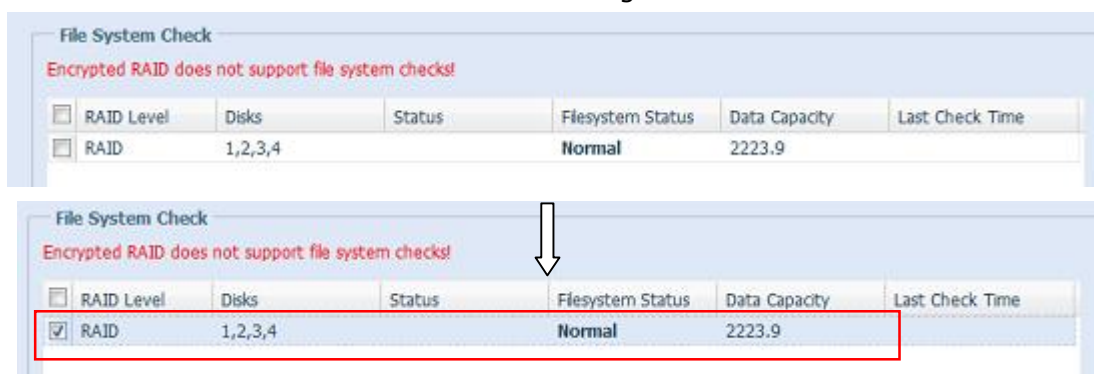 File System Check
Encrypted RAID does not support file system checks!
RAID Level Disks Status Filesystem Status Data Capacity Last Check Time
RAID 1,2,3,4 Normal 2223.9
File System Check
Encrypted RAID does not support file system checks!
RAID Level Disks Status Filesystem Status Data Capacity Last Check Time
RAID 1,2,3,4 Normal 2223.9